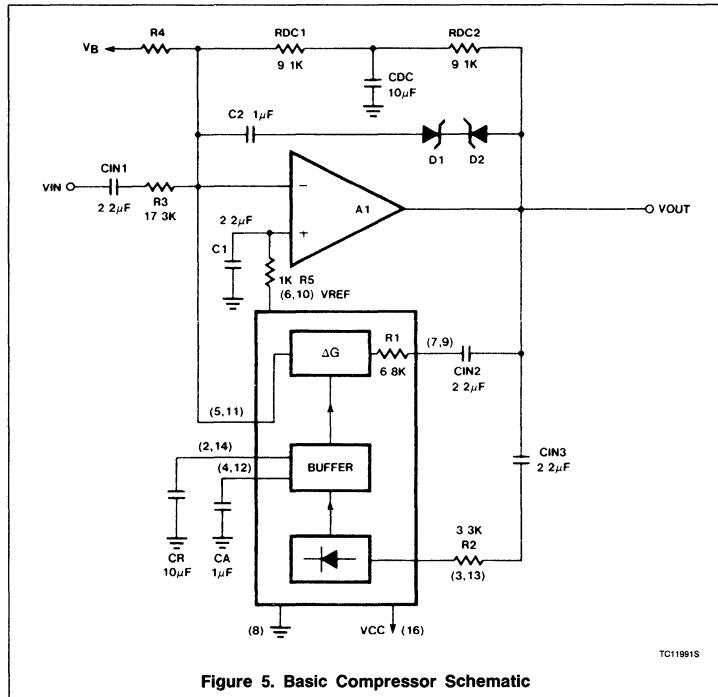 R4
RDC1
RDC2
VB
9 1K
9 1K
CDC
10μF
C2 1μF
D1 D2
CIN1
VIN
2 2μF
R3
17 3K
−
A1
+
VOUT
2 2μF
C1
1K R5
(6,10) VREF
ΔG
R1
6 8K
(7,9)
CIN2
2 2μF
(5,11)
(2,14)
(4,12)
BUFFER
CIN3
2 2μF
CR
10μF
CA
1μF
3 3K
R2
(3,13)
(8)
VCC
(16)
TC11991S
Figure 5. Basic Compressor Schematic